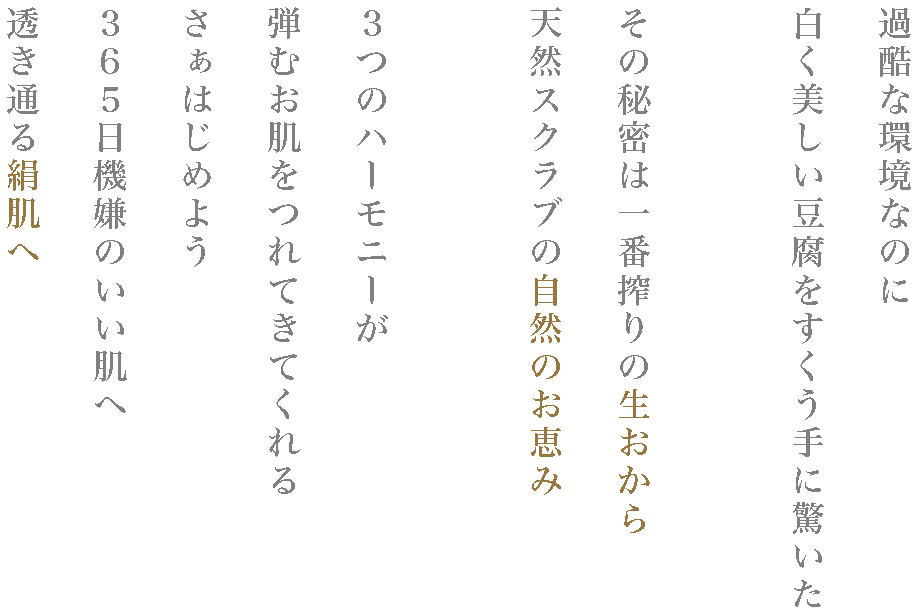 過酷な環境なのに
白く美しい豆腐をすくう手に驚いた
その秘密は一番搾りの生おから
天然スクラブの自然のお恵み
３つのハーモニーが
弾むお肌をつれてきてくれる
さぁはじめよう
３６５日機嫌のいい肌へ
透き通る絹肌へ